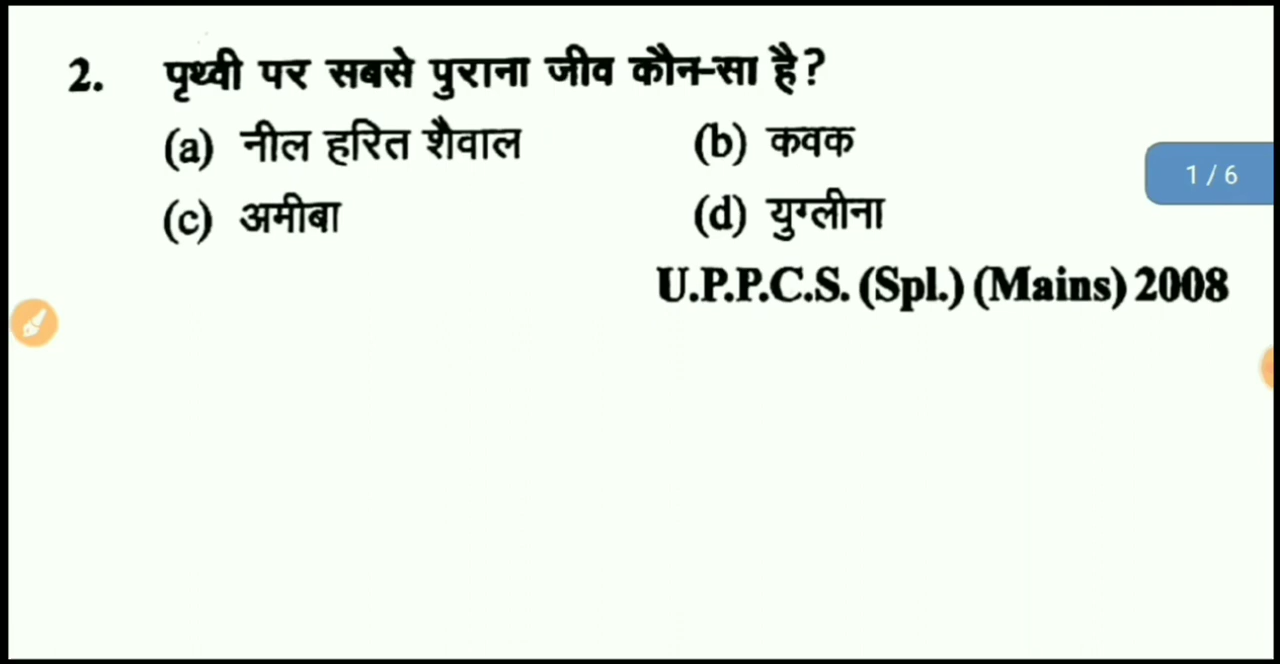 2. पृथ्वी पर सबसे पुराना जीव कौन-सा है?
(a) नील हरित शैवाल (b) कवक
1 / 6
(c) अमीबा (d) युग्लीना
U.P.P.C.S. (Spl.) (Mains) 2008